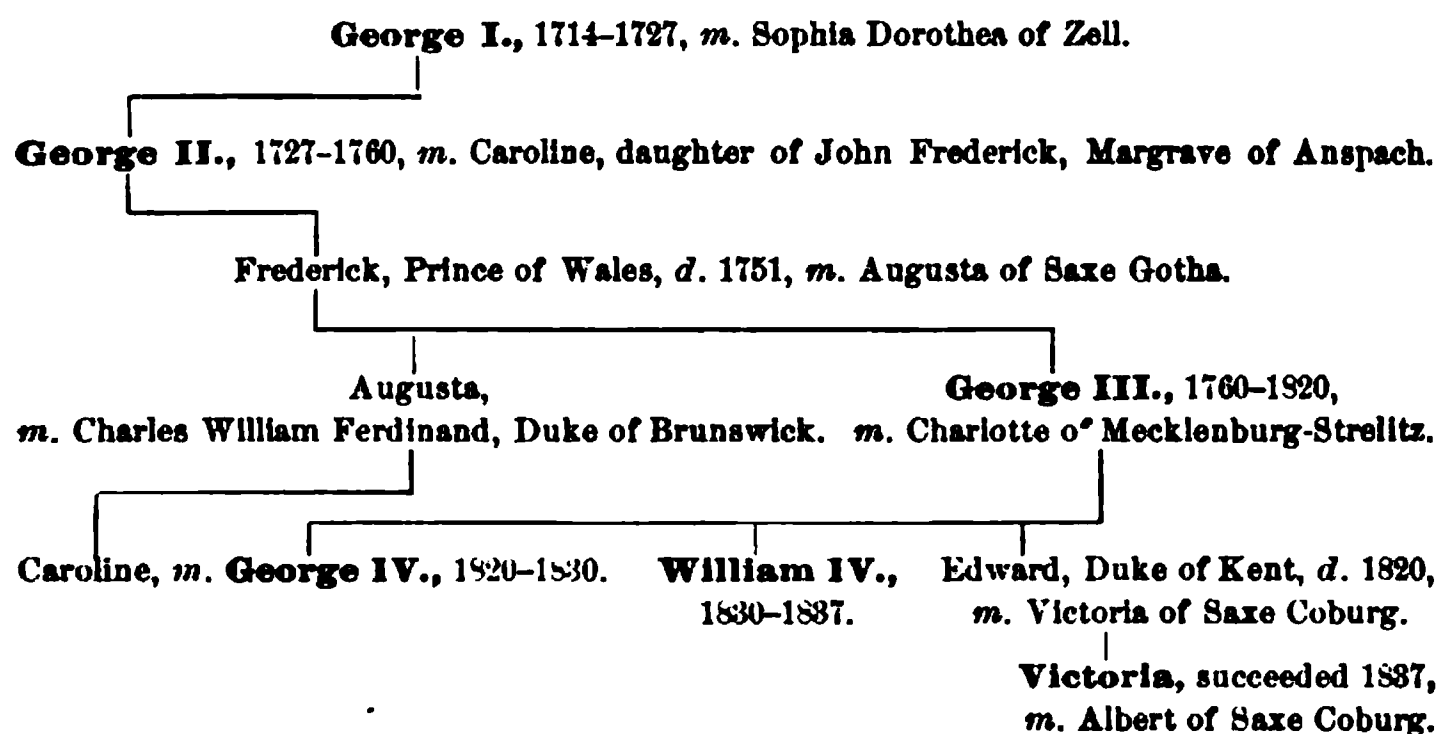 George I., 1714–1727, m. Sophia Dorothea of Zell.
George II., 1727-1760, m. Caroline, daughter of John Frederick, Margrave of Anspach.
Frederick, Prince of Wales, d. 1751, m. Augusta of Saxe Gotha.
Augusta,
m. Charles William Ferdinand, Duke of Brunswick.
George III., 1760–1820,
m. Charlotte of Mecklenburg-Strelitz.
Caroline, m. George IV., 1820–1830.
William IV.,
1830–1837.
Edward, Duke of Kent, d. 1820,
m. Victoria of Saxe Coburg.
Victoria, succeeded 1837,
m. Albert of Saxe Coburg.